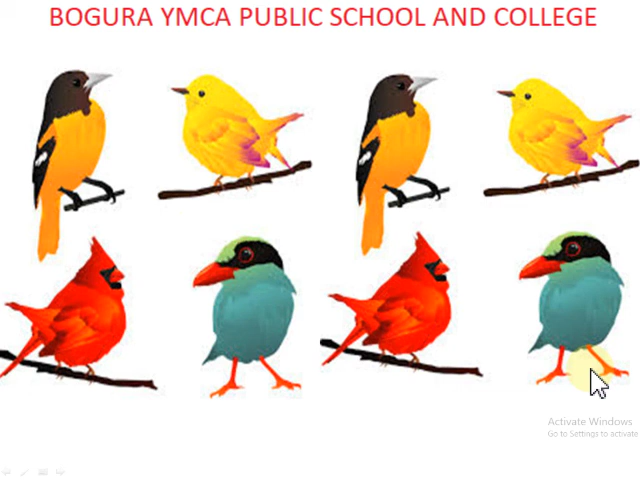 BOGURA YMCA PUBLIC SCHOOL AND COLLEGE
Activate Windows
Go to Settings to activate